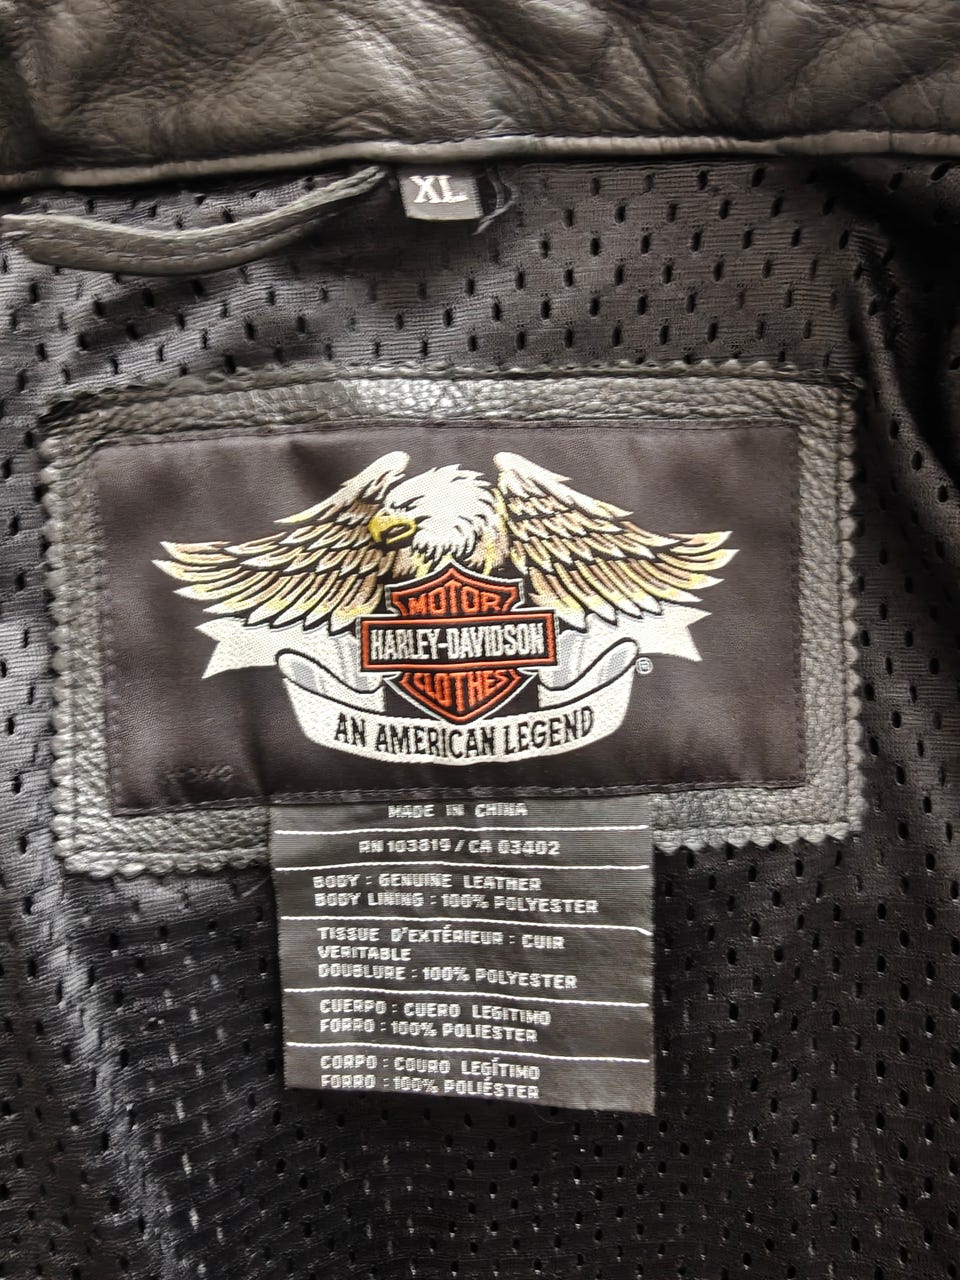 XL
MOTOR
HARLEY-DAVIDSON
CLOTHES
®
AN AMERICAN LEGEND
MADE IN CHINA
RN 103819 / CA 03402
BODY : GENUINE LEATHER
BODY LINING : 100% POLYESTER
TISSUE D'EXTÉRIEUR : CUIR
VERITABLE
DOUBLURE : 100% POLYESTER
CUERPO : CUERO LEGITIMO
FORRO : 100% POLIESTER
CORPO : COURO LEGÍTIMO
FORRO : 100% POLIÉSTER